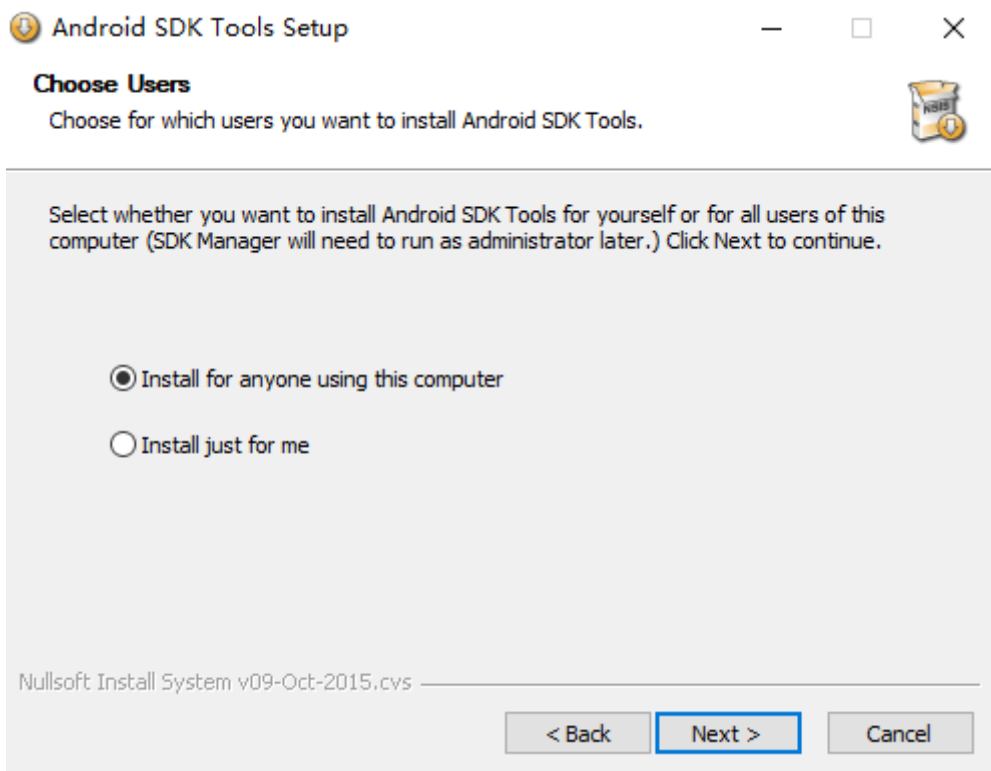 Android SDK Tools Setup
Choose Users
Choose for which users you want to install Android SDK Tools.
NSIS
Select whether you want to install Android SDK Tools for yourself or for all users of this
computer (SDK Manager will need to run as administrator later.) Click Next to continue.
Install for anyone using this computer
Install just for me
Nullsoft Install System v09-Oct-2015.cvs
< Back
Next >
Cancel